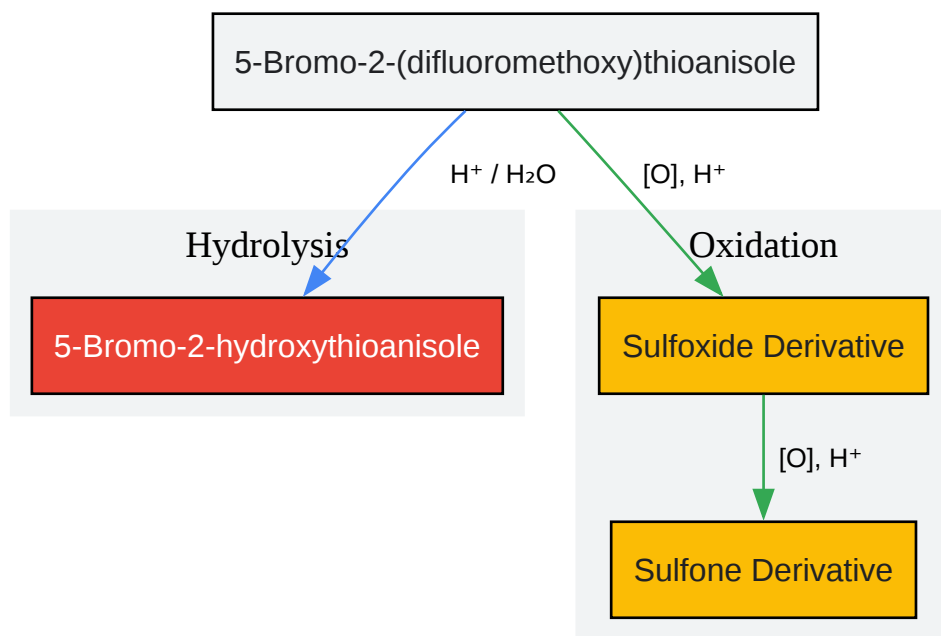 5-Bromo-2-(difluoromethoxy)thioanisole
H⁺ / H₂O
[O], H⁺
Hydrolysis
Oxidation
5-Bromo-2-hydroxythioanisole
Sulfoxide Derivative
[O], H⁺
Sulfone Derivative